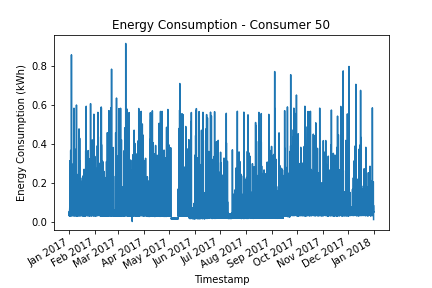 Energy Consumption - Consumer 50
Energy Consumption (kWh)
0.8
0.6
0.4
0.2
0.0
Jan 2017
Feb 2017
Mar 2017
Apr 2017
May 2017
Jun 2017
Jul 2017
Aug 2017
Sep 2017
Oct 2017
Nov 2017
Dec 2017
Jan 2018
Timestamp